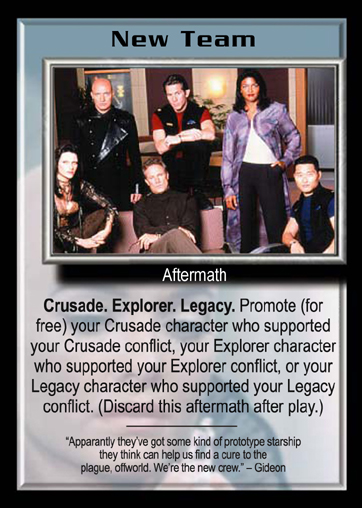 New Team
Aftermath
Crusade. Explorer. Legacy. Promote (for
free) your Crusade character who supported
your Crusade conflict, your Explorer character
who supported your Explorer conflict, or your
Legacy character who supported your Legacy
conflict. (Discard this aftermath after play.)
“Apparantly they’ve got some kind of prototype starship
they think can help us find a cure to the
plague, offworld. We’re the new crew.” – Gideon